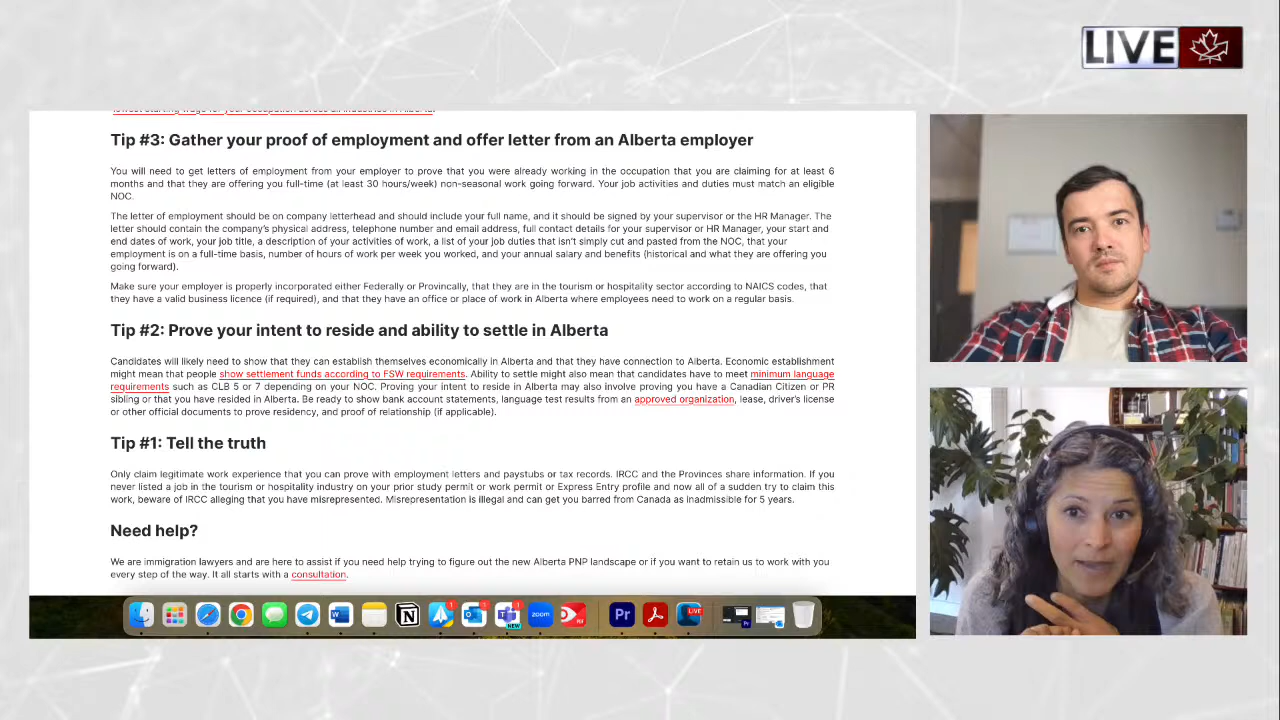 LIVE
lowest starting wage for your occupation across all industries in Alberta.
Tip #3: Gather your proof of employment and offer letter from an Alberta employer
You will need to get letters of employment from your employer to prove that you were already working in the occupation that you are claiming for at least 6
months and that they are offering you full-time (at least 30 hours/week) non-seasonal work going forward. Your job activities and duties must match an eligible
NOC.
The letter of employment should be on company letterhead and should include your full name, and it should be signed by your supervisor or the HR Manager. The
letter should contain the company's physical address, telephone number and email address, full contact details for your supervisor or HR Manager, your start and
end dates of work, your job title, a description of your activities of work, a list of your job duties that isn't simply cut and pasted from the NOC, that your
employment is on a full-time basis, number of hours of work per week you worked, and your annual salary and benefits (historical and what they are offering you
going forward).
Make sure your employer is properly incorporated either Federally or Provincially, that they are in the tourism or hospitality sector according to NAICS codes, that
they have a valid business licence (if required), and that they have an office or place of work in Alberta where employees need to work on a regular basis.
Tip #2: Prove your intent to reside and ability to settle in Alberta
Candidates will likely need to show that they can establish themselves economically in Alberta and that they have connection to Alberta. Economic establishment
might mean that people show settlement funds according to FSW requirements. Ability to settle might also mean that candidates have to meet minimum language
requirements such as CLB 5 or 7 depending on your NOC. Proving your intent to reside in Alberta may also involve proving you have a Canadian Citizen or PR
sibling or that you have resided in Alberta. Be ready to show bank account statements, language test results from an approved organization, lease, driver's license
or other official documents to prove residency, and proof of relationship (if applicable).
Tip #1: Tell the truth
Only claim legitimate work experience that you can prove with employment letters and paystubs or tax records. IRCC and the Provinces share information. If you
never listed a job in the tourism or hospitality industry on your prior study permit or work permit or Express Entry profile and now all of a sudden try to claim this
work, beware of IRCC alleging that you have misrepresented. Misrepresentation is illegal and can get you barred from Canada as inadmissible for 5 years.
Need help?
We are immigration lawyers and are here to assist if you need help trying to figure out the new Alberta PNP landscape or if you want to retain us to work with you
every step of the way. It all starts with a consultation.
NEW
zoom
Pr
LIVE